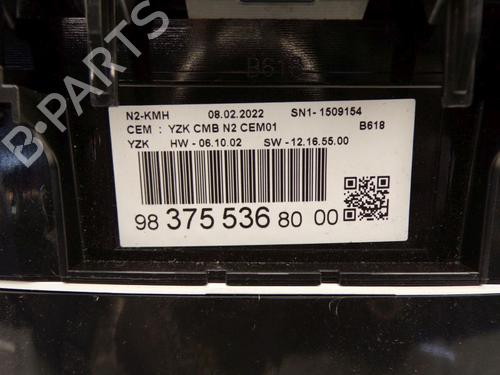 B618
N2-KMH 08.02.2022 SN1- 1509154
CEM : YZK CMB N2 CEM01 B618
YZK HW - 06.10.02 SW - 12.16.55.00
98 375 536 80 00
B-PARTS